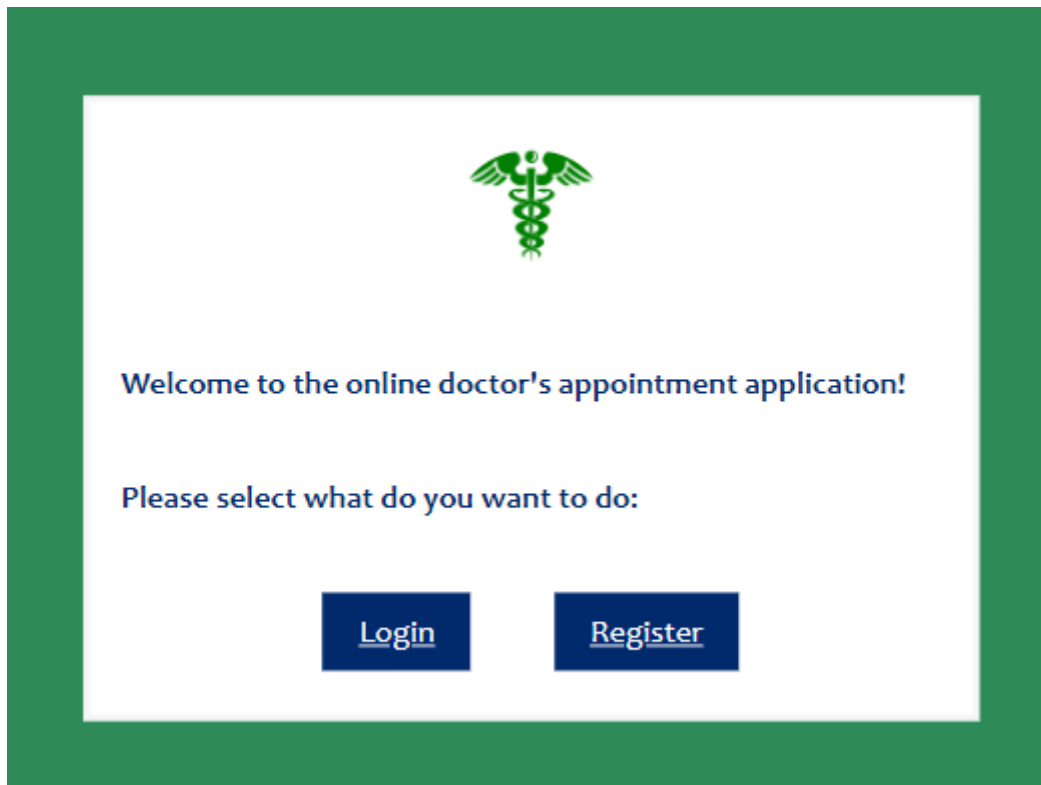 Welcome to the online doctor's appointment application!
Please select what do you want to do:
Login Register